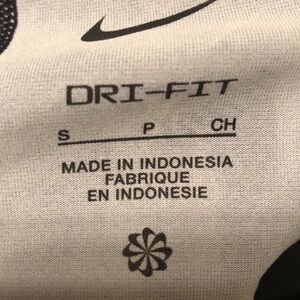 DRI-FIT
S P CH
MADE IN INDONESIA
FABRIQUE
EN INDONESIE